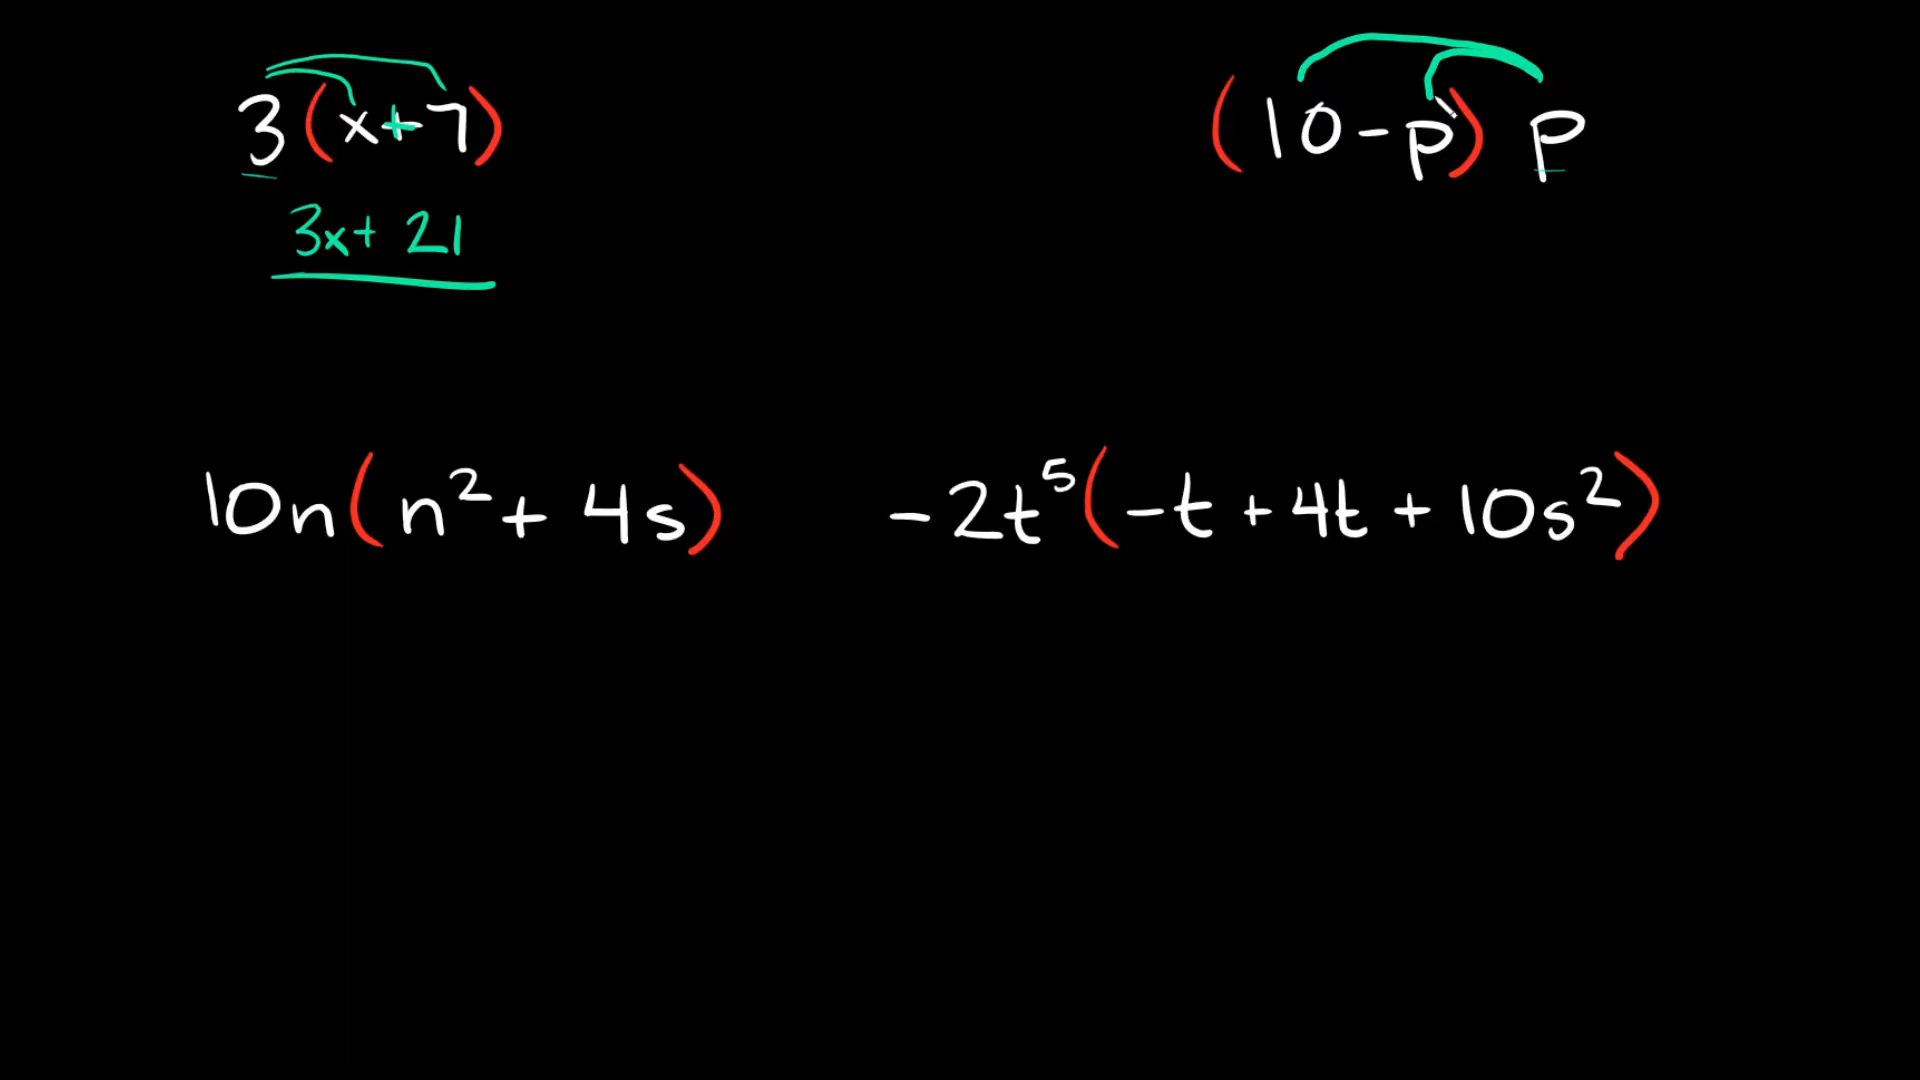 3(x+7)
3x+ 21
(10-p) p
10n(n²+ 4s)
-2t⁵(-t + 4t + 10s²)